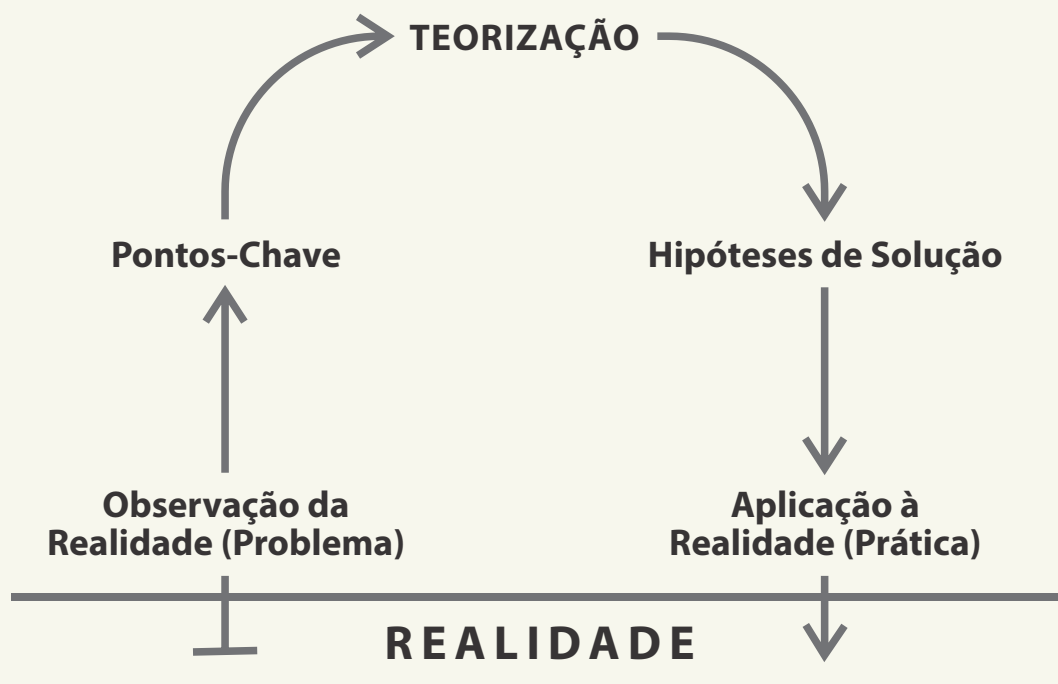 TEORIZAÇÃO
Pontos-Chave
Hipóteses de Solução
Observação da
Realidade (Problema)
Aplicação à
Realidade (Prática)
REALIDADE